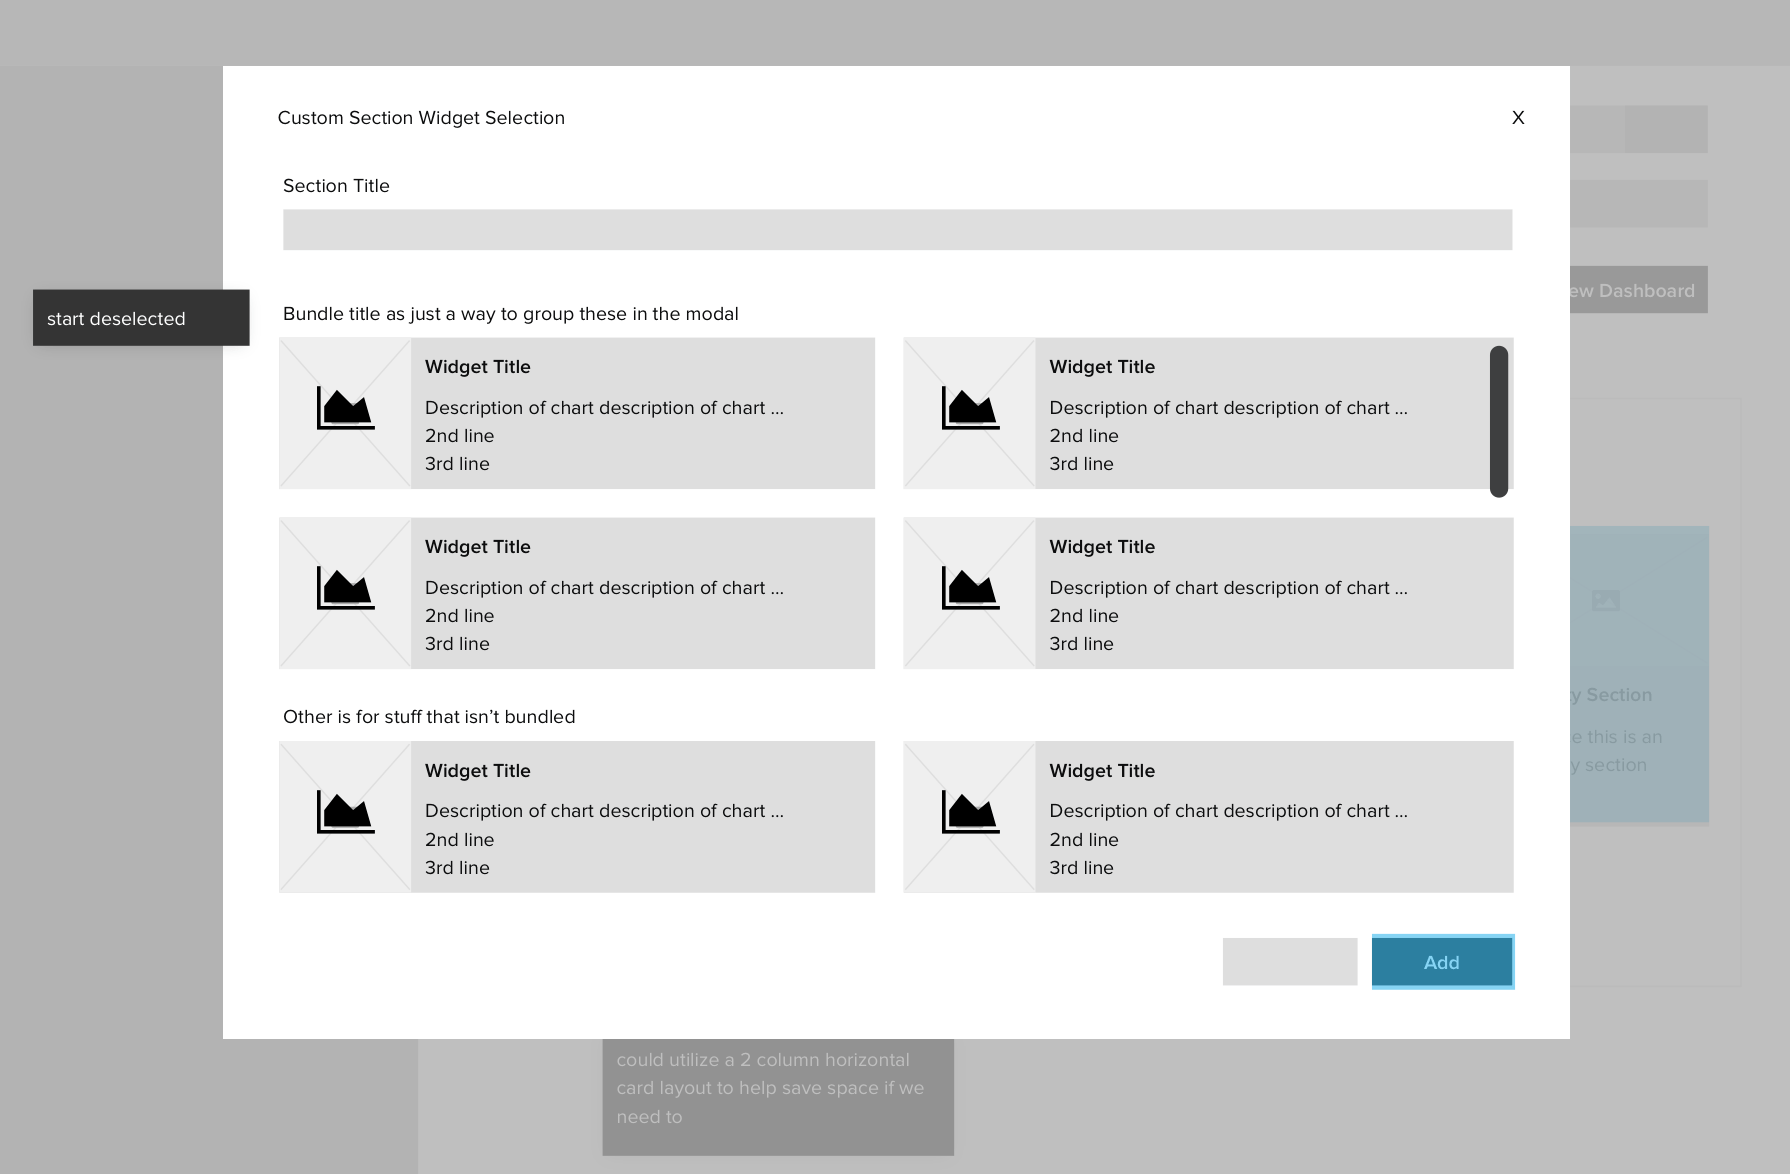 Custom Section Widget Selection
X
Section Title
start deselected
Bundle title as just a way to group these in the modal
Widget Title
Description of chart description of chart ...
2nd line
3rd line
Widget Title
Description of chart description of chart ...
2nd line
3rd line
Widget Title
Description of chart description of chart ...
2nd line
3rd line
Widget Title
Description of chart description of chart ...
2nd line
3rd line
Other is for stuff that isn’t bundled
Widget Title
Description of chart description of chart ...
2nd line
3rd line
Widget Title
Description of chart description of chart ...
2nd line
3rd line
Add
Dashboard
Section
this is an
section
could utilize a 2 column horizontal
card layout to help save space if we
need to